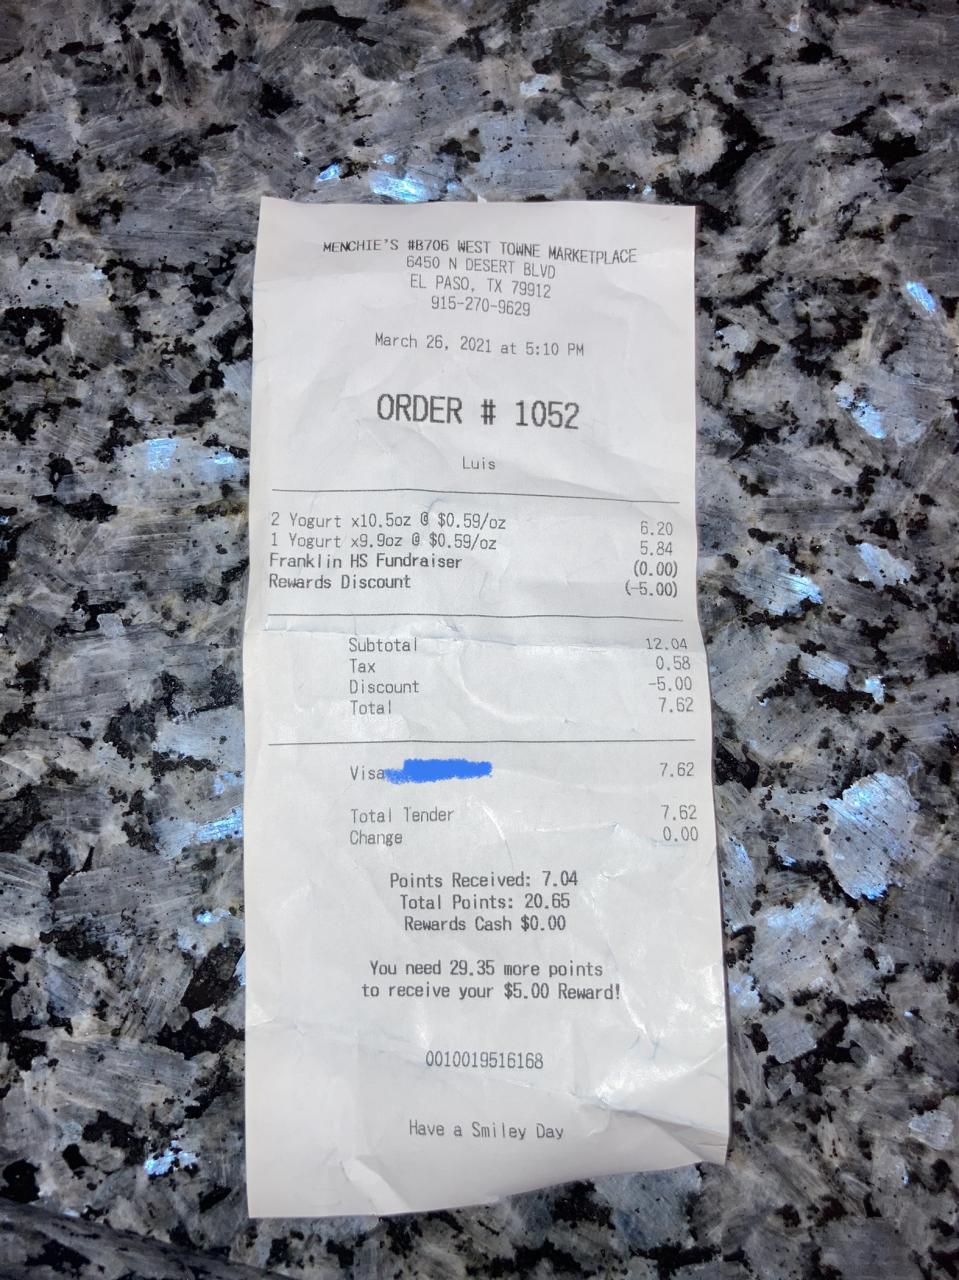 MENCHIE'S #B706 WEST TOWNE MARKETPLACE
6450 N DESERT BLVD
EL PASO, TX 79912
915-270-9629
March 26, 2021 at 5:10 PM
ORDER # 1052
Luis
2 Yogurt x10.5oz @ $0.59/oz 6.20
1 Yogurt x9.9oz @ $0.59/oz 5.84
Franklin HS Fundraiser (0.00)
Rewards Discount (-5.00)
Subtotal 12.04
Tax 0.58
Discount -5.00
Total 7.62
Visa 7.62
Total Tender 7.62
Change 0.00
Points Received: 7.04
Total Points: 20.65
Rewards Cash $0.00
You need 29.35 more points
to receive your $5.00 Reward!
0010019516168
Have a Smiley Day